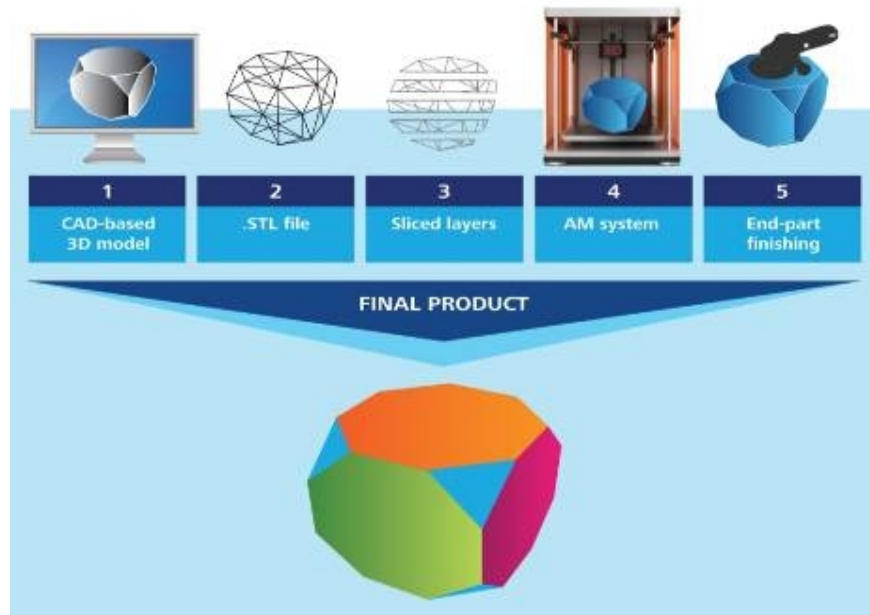 1
CAD-based
3D model
2
.STL file
3
Sliced layers
4
AM system
5
End-part
finishing
FINAL PRODUCT